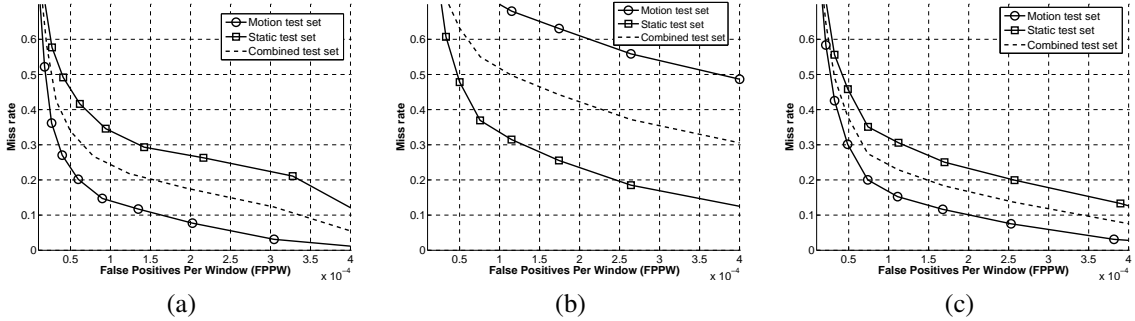 0.6
0.5
0.4
0.3
0.2
0.1
0
Miss rate
Motion test set
Static test set
Combined test set
0.5 1 1.5 2 2.5 3 3.5 4
False Positives Per Window (FPPW)
x 10⁻⁴
(a)
0.6
0.5
0.4
0.3
0.2
0.1
0
Miss rate
Motion test set
Static test set
Combined test set
0.5 1 1.5 2 2.5 3 3.5 4
False Positives Per Window (FPPW)
x 10⁻⁴
(b)
0.6
0.5
0.4
0.3
0.2
0.1
0
Miss rate
Motion test set
Static test set
Combined test set
0.5 1 1.5 2 2.5 3 3.5 4
False Positives Per Window (FPPW)
x 10⁻⁴
(c)